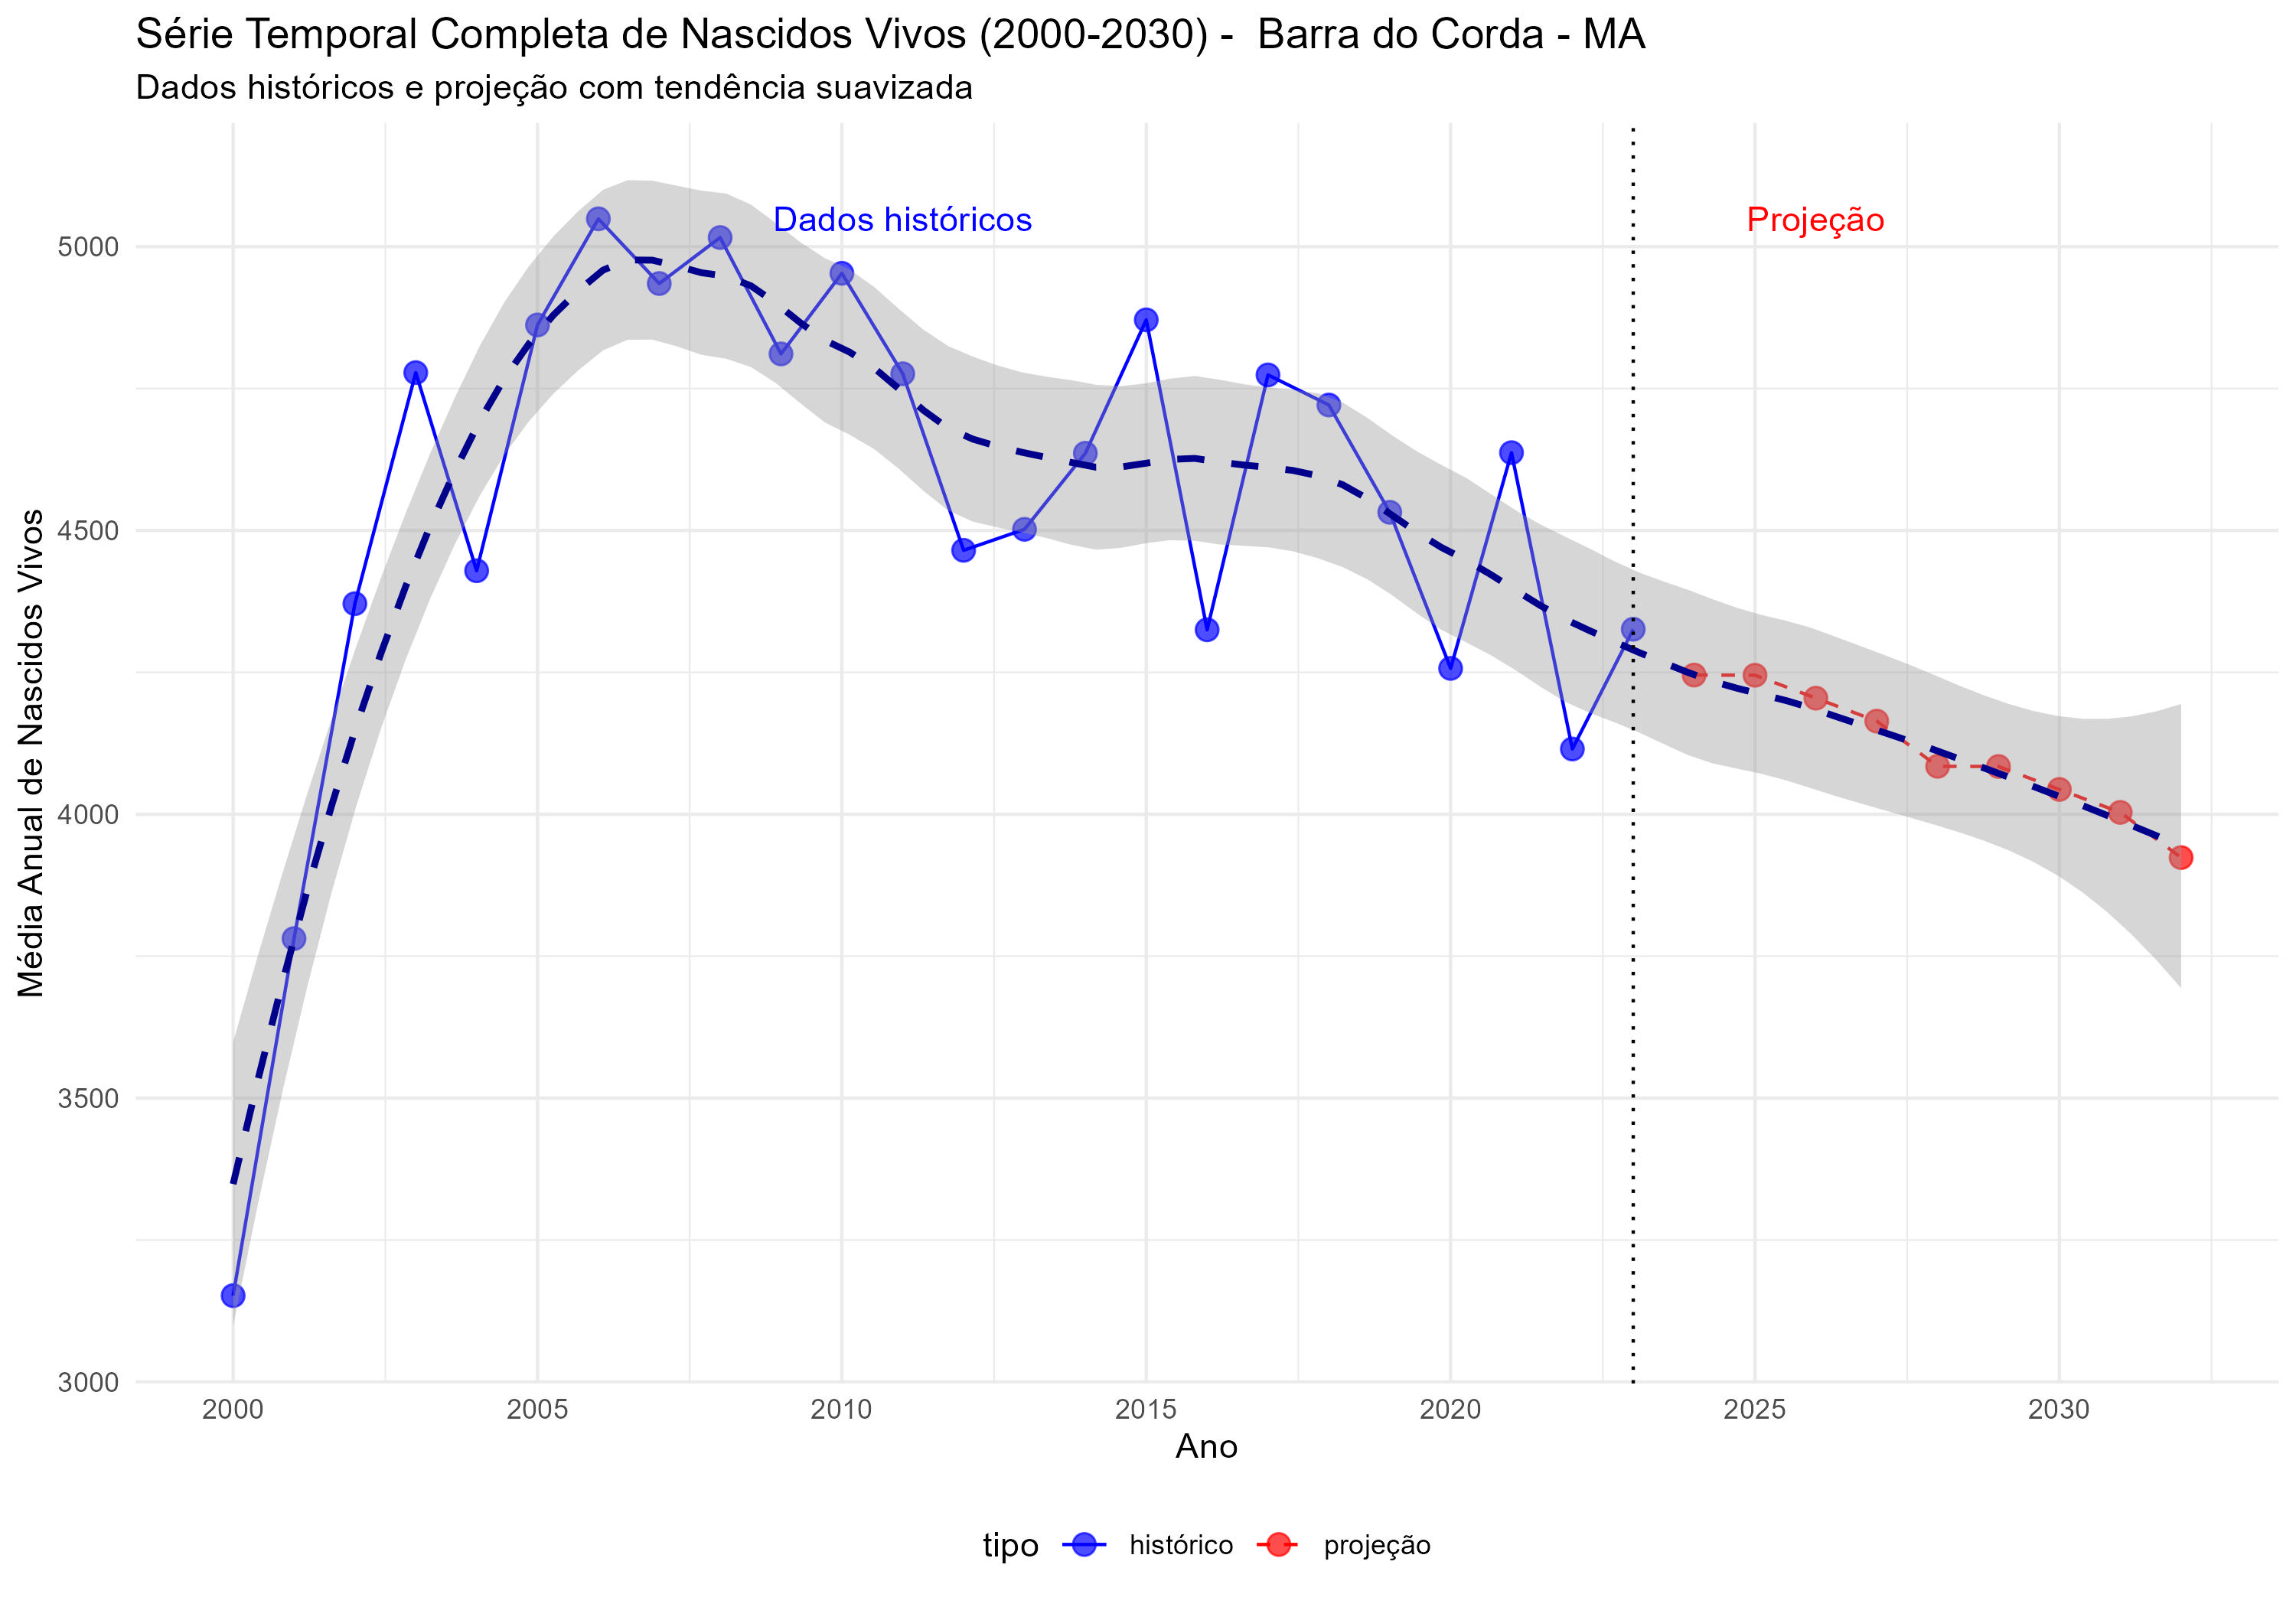 Série Temporal Completa de Nascidos Vivos (2000-2030) -  Barra do Corda - MA
Dados históricos e projeção com tendência suavizada
Dados históricos
Projeção
Média Anual de Nascidos Vivos
5000
4500
4000
3500
3000
2000 2005 2010 2015 2020 2025 2030
Ano
tipo histórico projeção